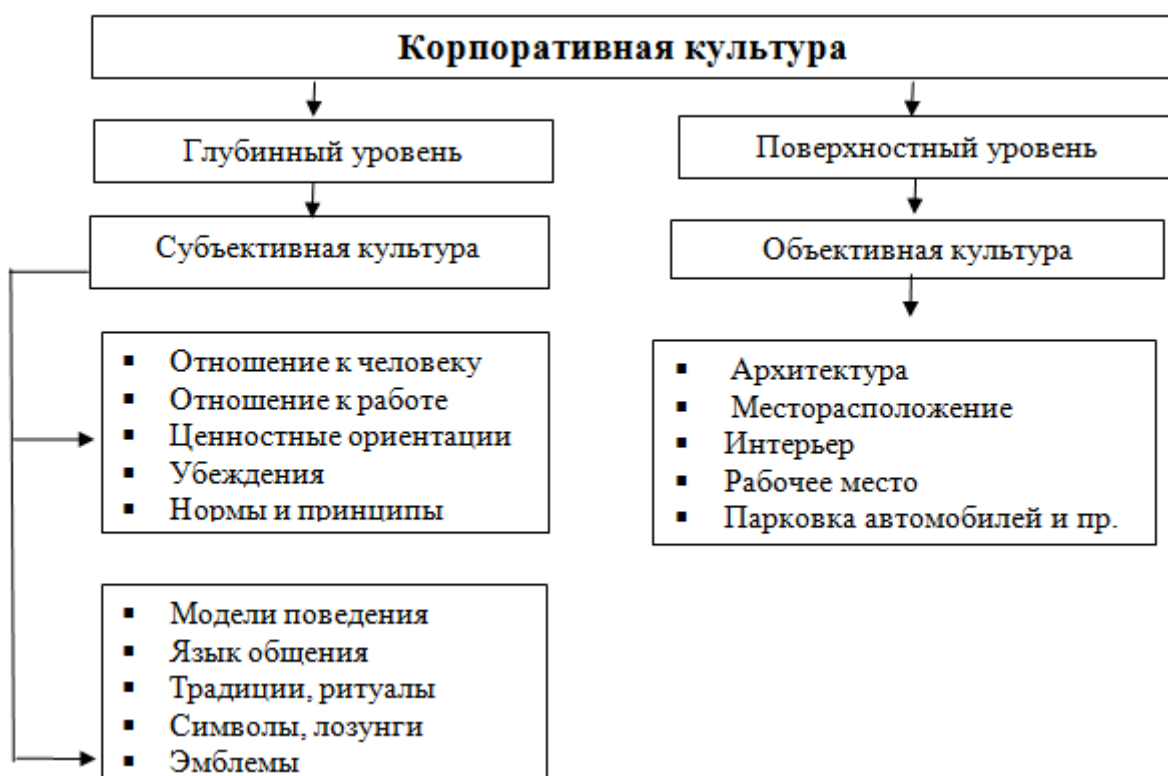 Корпоративная культура
Глубинный уровень
Поверхностный уровень
Субъективная культура
Объективная культура
▪ Отношение к человеку
▪ Отношение к работе
▪ Ценностные ориентации
▪ Убеждения
▪ Нормы и принципы
▪ Архитектура
▪ Месторасположение
▪ Интерьер
▪ Рабочее место
▪ Парковка автомобилей и пр.
▪ Модели поведения
▪ Язык общения
▪ Традиции, ритуалы
▪ Символы, лозунги
▪ Эмблемы